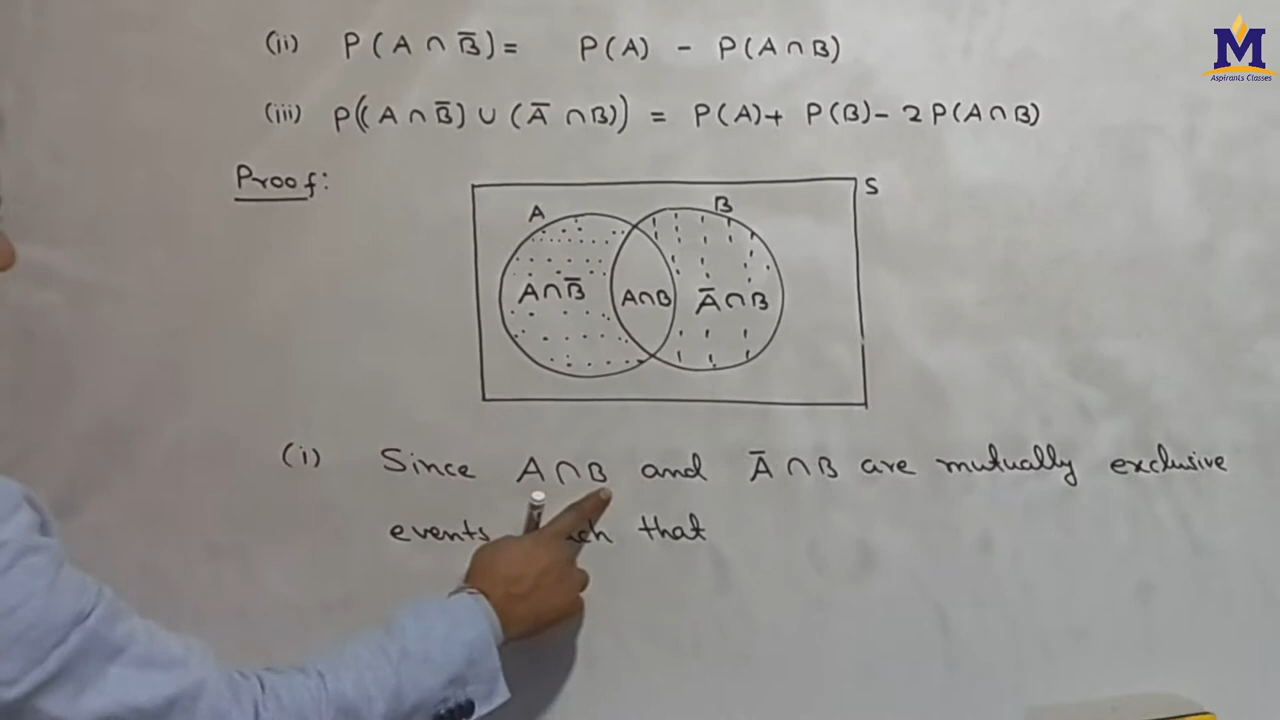 (ii) P(A ∩ B̅) = P(A) - P(A ∩ B)
M
Aspirants Classes
(iii) P((A ∩ B̅) ∪ (A̅ ∩ B)) = P(A) + P(B) - 2P(A ∩ B)
Proof:
S
A B
A∩B̅ A∩B A̅∩B
(i) Since A∩B and A̅∩B are mutually exclusive
events that